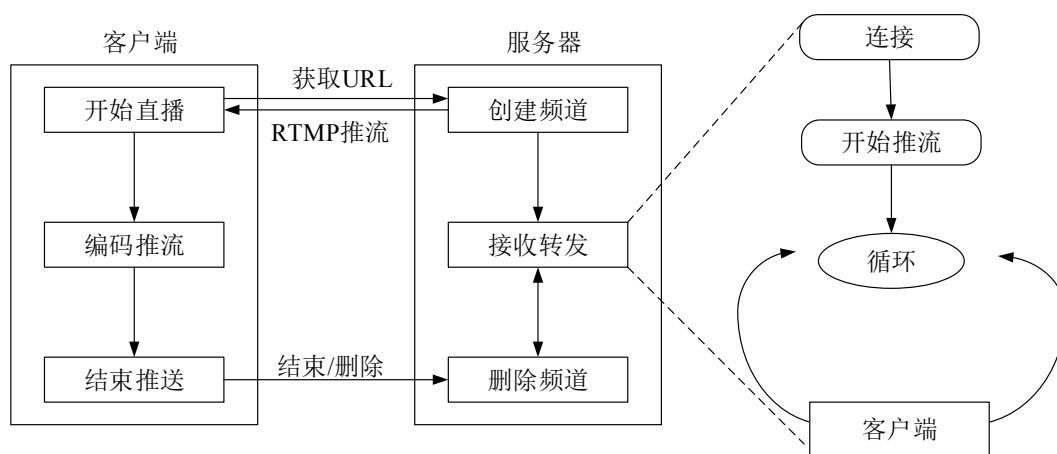 客户端
服务器
连接
获取URL
开始直播
创建频道
RTMP推流
开始推流
编码推流
接收转发
循环
结束/删除
结束推送
删除频道
客户端